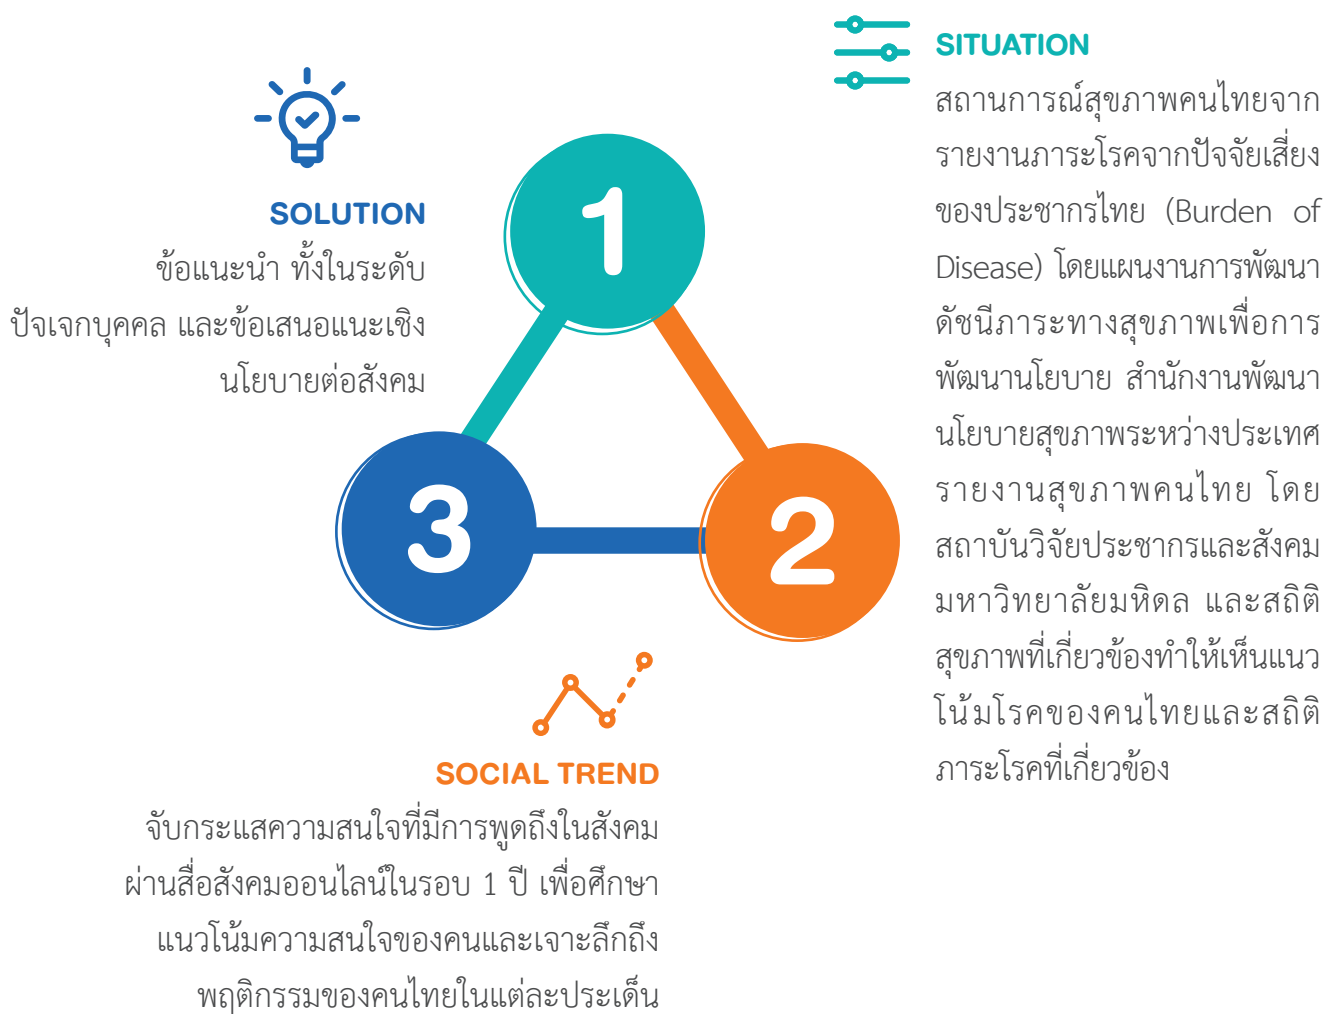 SITUATION
สถานการณ์สุขภาพคนไทยจาก
รายงานภาระโรคจากปัจจัยเสี่ยง
ของประชากรไทย (Burden of
Disease) โดยแผนงานการพัฒนา
ดัชนีภาระทางสุขภาพเพื่อการ
พัฒนานโยบาย สำนักงานพัฒนา
นโยบายสุขภาพระหว่างประเทศ
รายงานสุขภาพคนไทย โดย
สถาบันวิจัยประชากรและสังคม
มหาวิทยาลัยมหิดล และสถิติ
สุขภาพที่เกี่ยวข้องทำให้เห็นแนว
โน้มโรคของคนไทยและสถิติ
ภาระโรคที่เกี่ยวข้อง
1
2
3
SOCIAL TREND
จับกระแสความสนใจที่มีการพูดถึงในสังคม
ผ่านสื่อสังคมออนไลน์ในรอบ 1 ปี เพื่อศึกษา
แนวโน้มความสนใจของคนและเจาะลึกถึง
พฤติกรรมของคนไทยในแต่ละประเด็น
SOLUTION
ข้อแนะนำ ทั้งในระดับ
ปัจเจกบุคคล และข้อเสนอแนะเชิง
นโยบายต่อสังคม